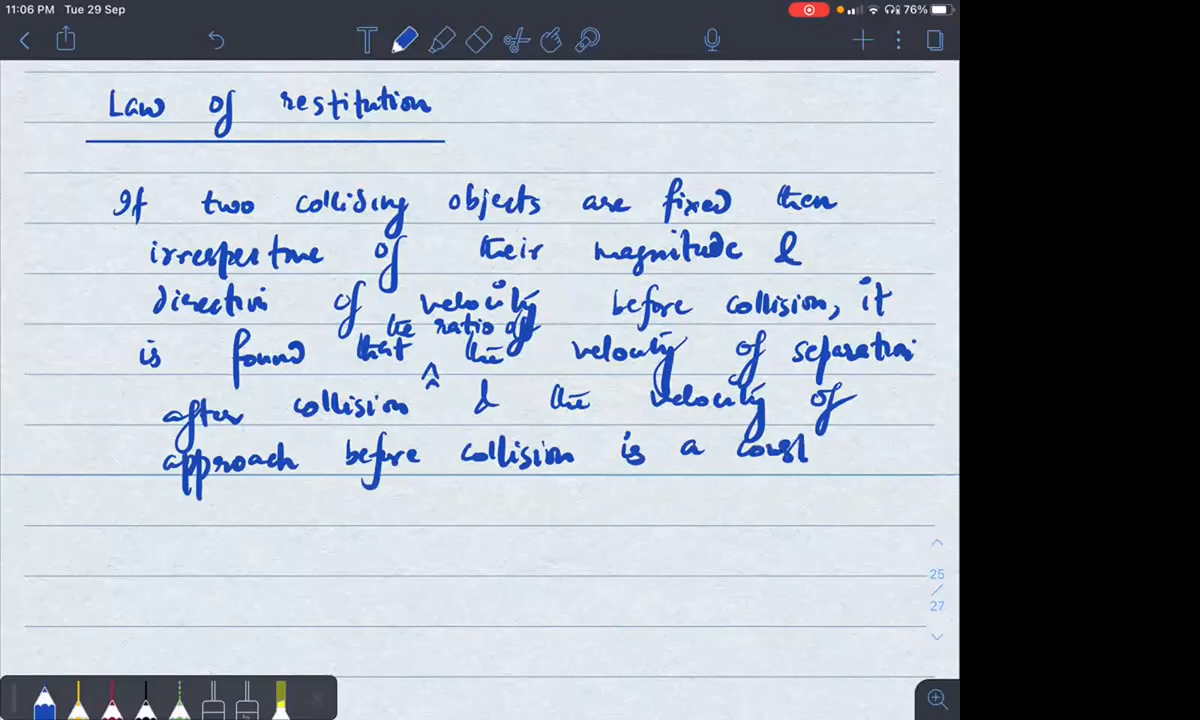 11:06 PM Tue 29 Sep
76%
Law of restitution
If two colliding objects are fixed then
irrespective of their magnitude &
direction of velocity before collision, it
the ratio of
is found that the velocity of separation
after collision & the velocity of
approach before collision is a const
25
27